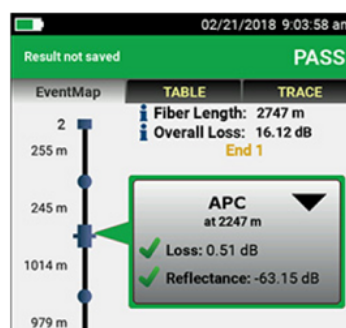 02/21/2018 9:03:58 am
Result not saved PASS
EventMap TABLE TRACE
Fiber Length: 2747 m
Overall Loss: 16.12 dB
End 1
2
255 m
245 m
1014 m
979 m
APC
at 2247 m
Loss: 0.51 dB
Reflectance: -63.15 dB